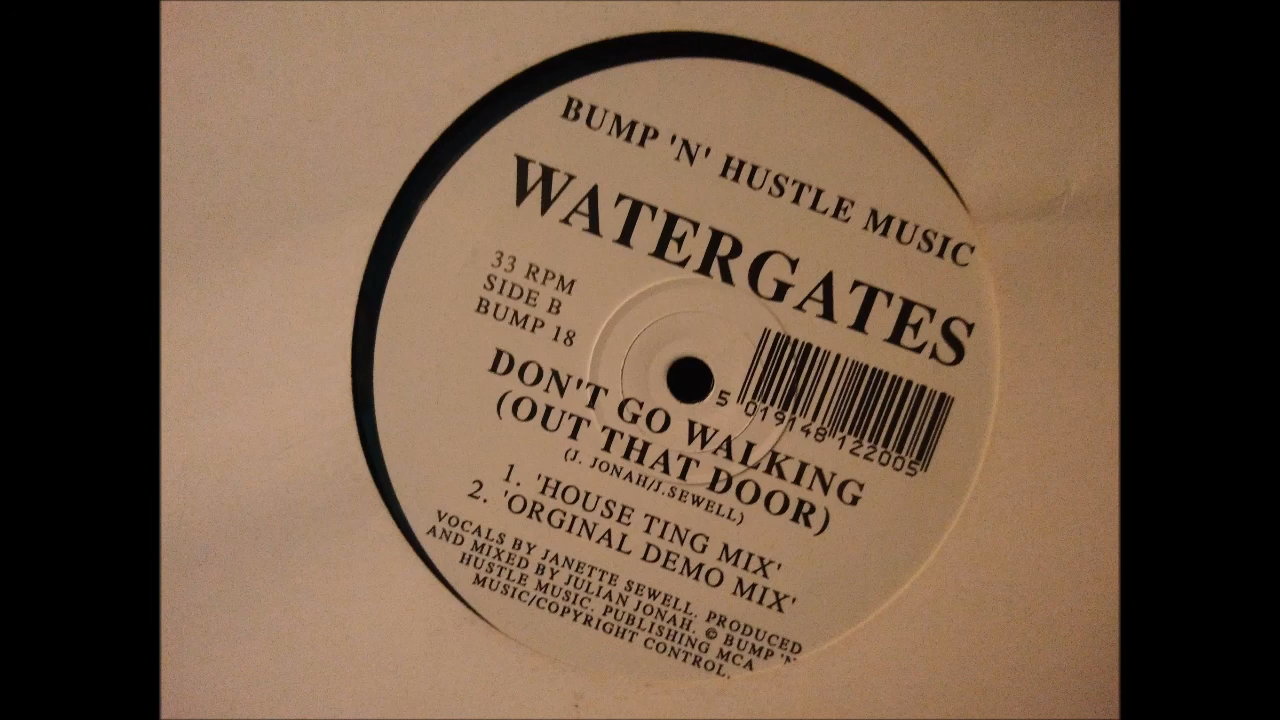 BUMP 'N' HUSTLE MUSIC
WATERGATES
33 RPM
SIDE B
BUMP 18
5 019148 122005
DON'T GO WALKING
(OUT THAT DOOR)
(J. JONAH/J.SEWELL)
1. 'HOUSE TING MIX'
2. 'ORGINAL DEMO MIX'
VOCALS BY JANETTE SEWELL. PRODUCED
AND MIXED BY JULIAN JONAH. © BUMP 'N'
HUSTLE MUSIC. PUBLISHING MCA
MUSIC/COPYRIGHT CONTROL.